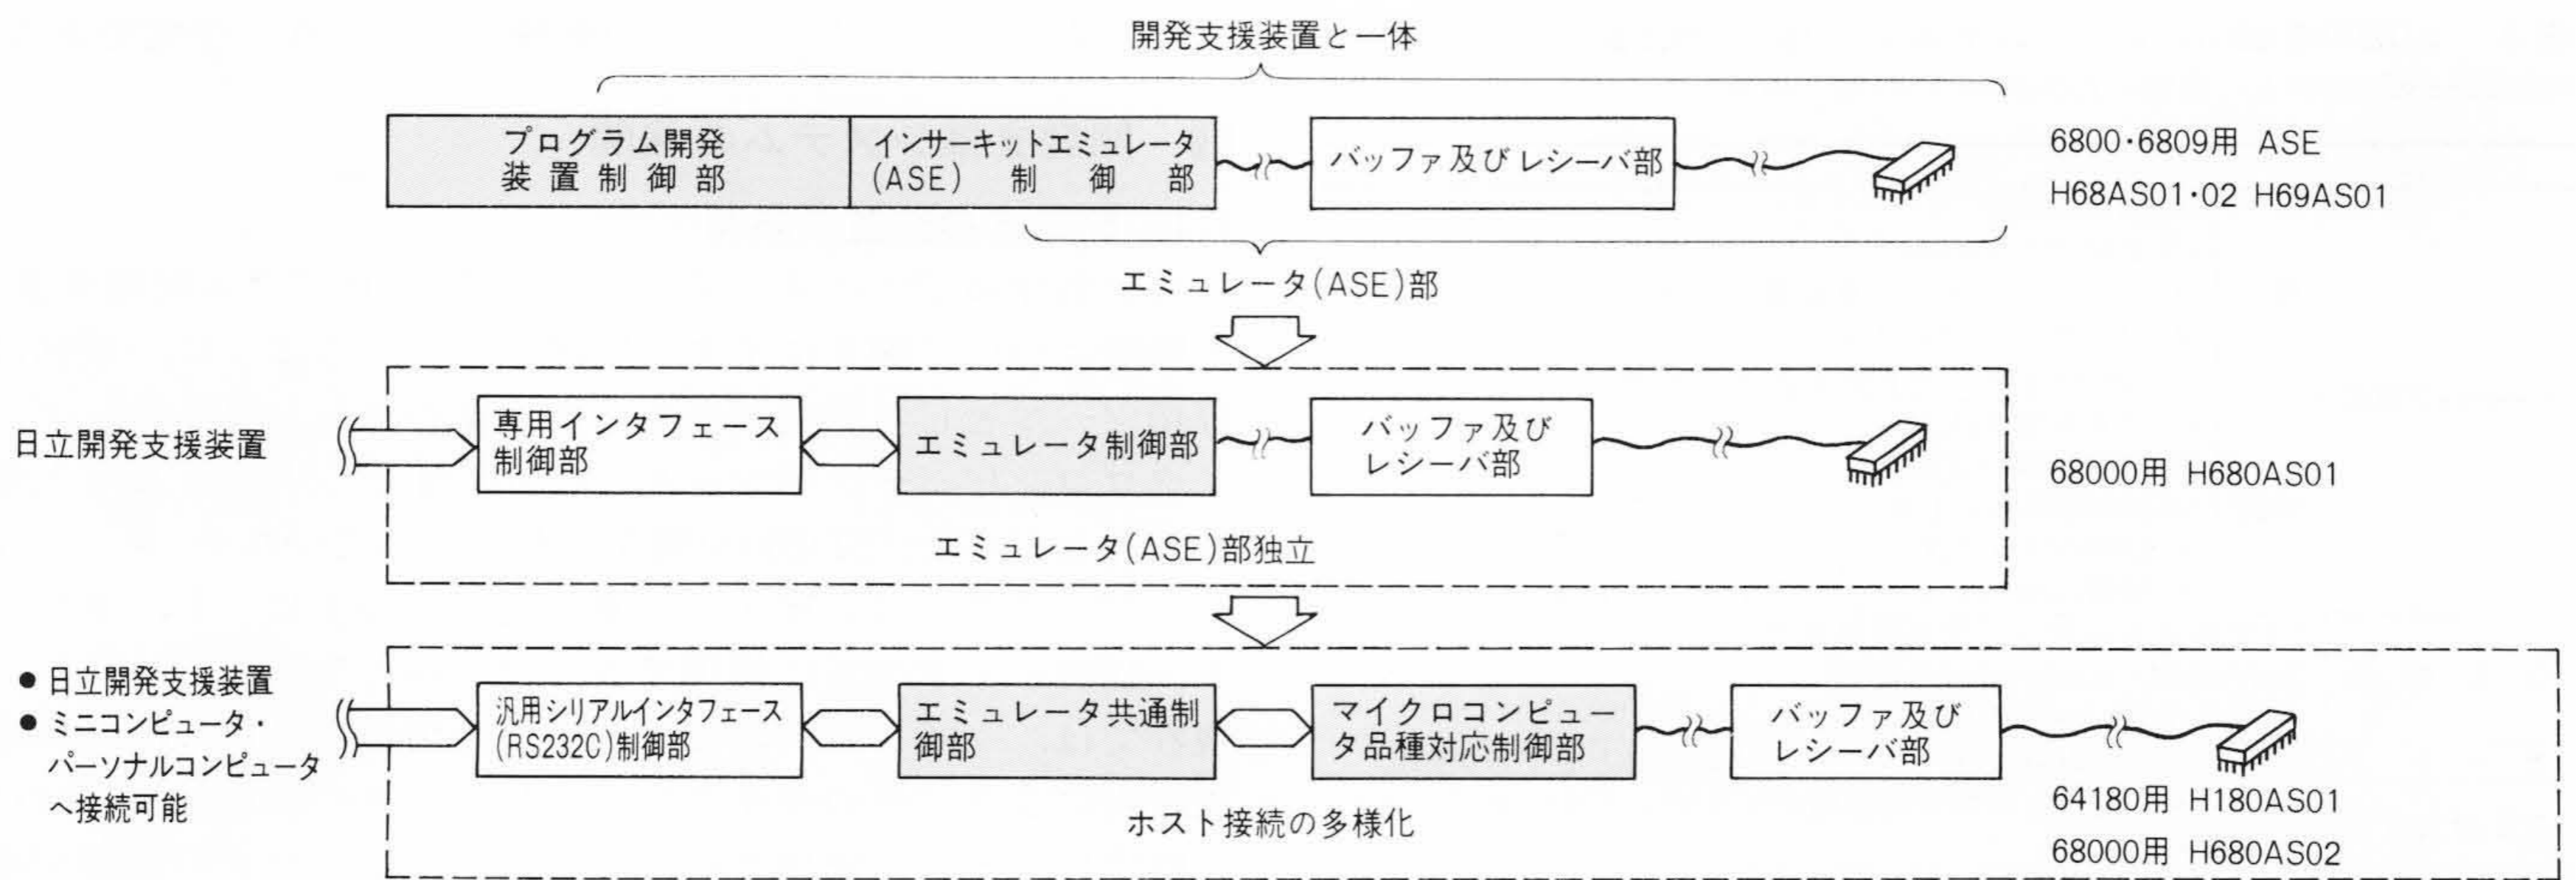 開発支援装置と一体
プログラム開発
装置制御部
インサーキットエミュレータ
(ASE) 制御部
バッファ及びレシーバ部
6800・6809用 ASE
H68AS01・02 H69AS01
エミュレータ(ASE)部
日立開発支援装置
専用インタフェース
制御部
エミュレータ制御部
バッファ及び
レシーバ部
68000用 H680AS01
エミュレータ(ASE)部独立
● 日立開発支援装置
● ミニコンピュータ・
パーソナルコンピュータ
へ接続可能
汎用シリアルインタフェース
(RS232C)制御部
エミュレータ共通制
御部
マイクロコンピュー
タ品種対応制御部
バッファ及び
レシーバ部
64180用 H180AS01
68000用 H680AS02
ホスト接続の多様化